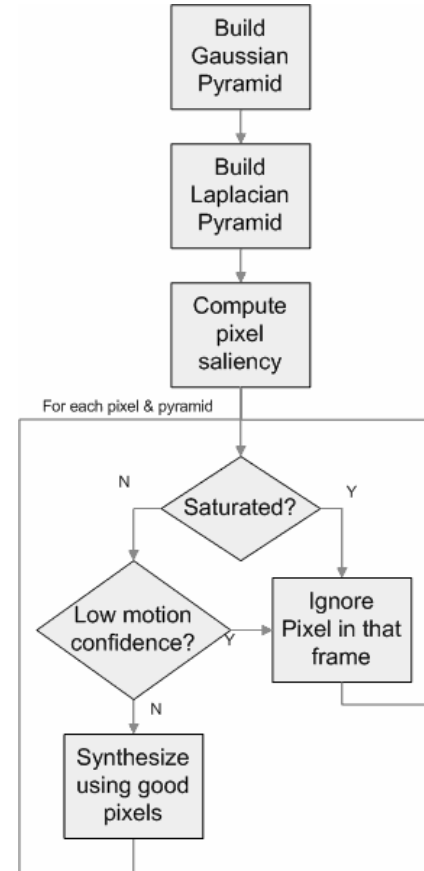 Build
Gaussian
Pyramid
Build
Laplacian
Pyramid
Compute
pixel
saliency
For each pixel & pyramid
N
Saturated?
Y
Low motion
confidence?
Y
Ignore
Pixel in that
frame
N
Synthesize
using good
pixels